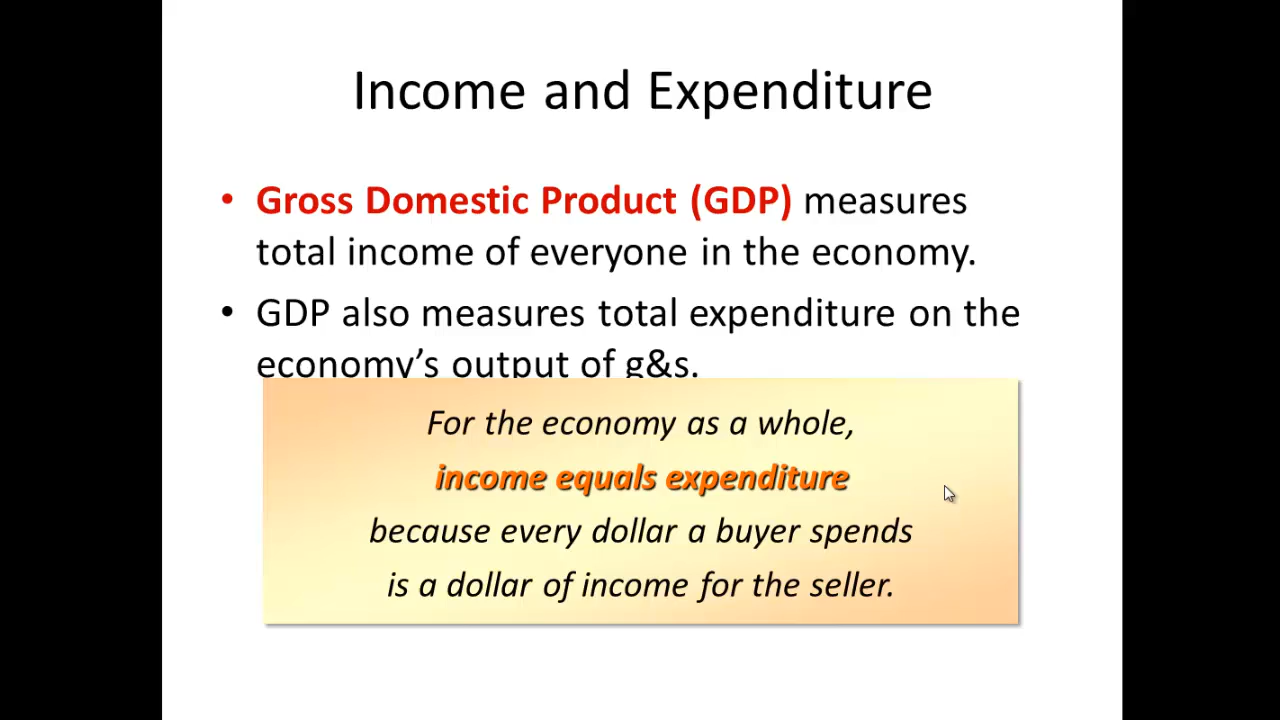 Income and Expenditure
• Gross Domestic Product (GDP) measures
total income of everyone in the economy.
• GDP also measures total expenditure on the
economy’s output of g&s.
For the economy as a whole,
income equals expenditure
because every dollar a buyer spends
is a dollar of income for the seller.